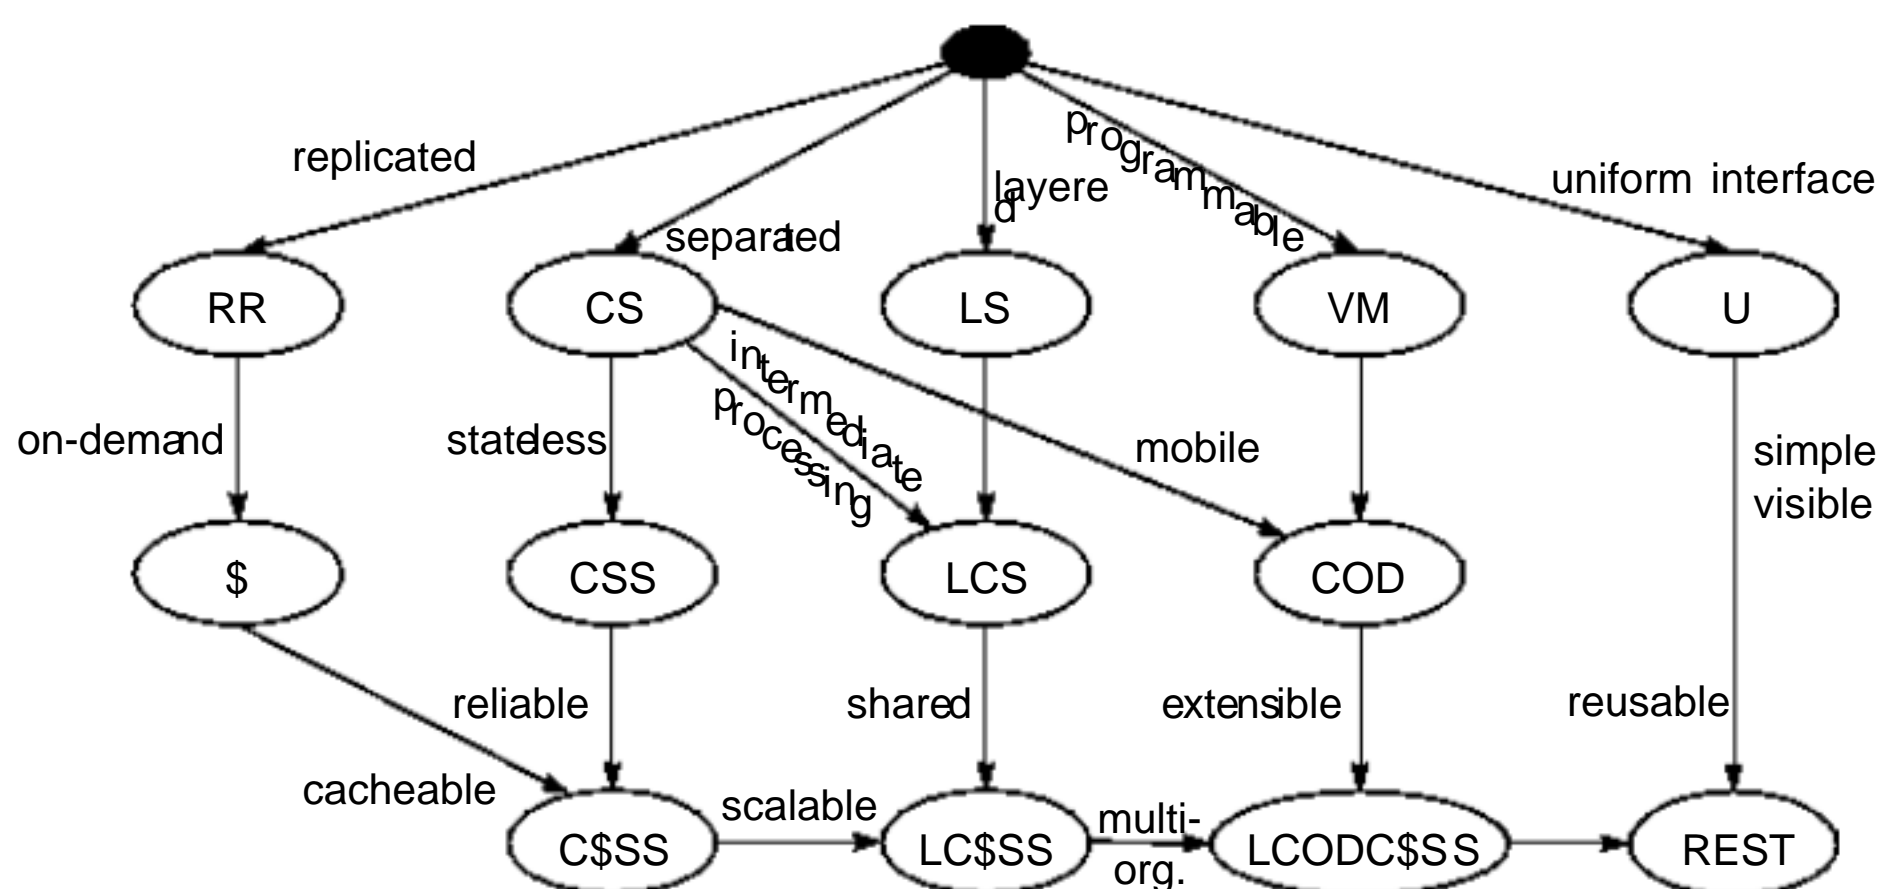 replicated
separated
layered
programmable
uniform interface
RR
CS
LS
VM
U
on-demand
stateless
intermediate
processing
mobile
simple
visible
$
CSS
LCS
COD
reliable
shared
extensible
reusable
cacheable
scalable
multi-
org.
C$SS
LC$SS
LCODC$SS
REST